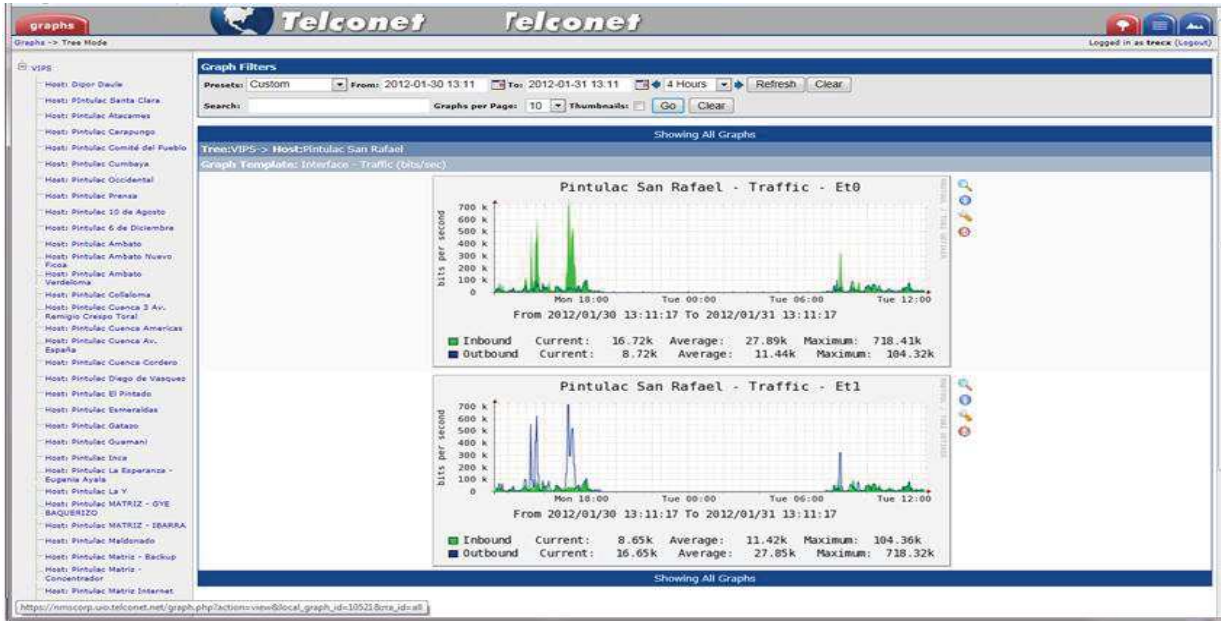 Telconet Telconet
graphs
Graphs -> Tree Mode
Logged in as trecx (Logout)
VIPS
Host: Dipor Daule
Host: Pintulac Santa Clara
Host: Pintulac Atacames
Host: Pintulac Carapungo
Host: Pintulac Comité del Pueblo
Host: Pintulac Cumbaya
Host: Pintulac Occidental
Host: Pintulac Prensa
Host: Pintulac 10 de Agosto
Host: Pintulac 6 de Diciembre
Host: Pintulac Ambato
Host: Pintulac Ambato Nuevo
Ficoa
Host: Pintulac Ambato
Verdeloma
Host: Pintulac Collaloma
Host: Pintulac Cuenca 3 Av.
Remigio Crespo Toral
Host: Pintulac Cuenca Americas
Host: Pintulac Cuenca Av.
España
Host: Pintulac Cuenca Cordero
Host: Pintulac Diego de Vasquez
Host: Pintulac El Pintado
Host: Pintulac Esmeraldas
Host: Pintulac Gatazo
Host: Pintulac Guamani
Host: Pintulac Inca
Host: Pintulac La Esperanza -
Eugenia Ayala
Host: Pintulac La Y
Host: Pintulac MATRIZ - GYE
BAQUERIZO
Host: Pintulac MATRIZ - IBARRA
Host: Pintulac Maldonado
Host: Pintulac Matriz - Backup
Host: Pintulac Matriz -
Concentrador
Host: Pintulac Matriz Internet
Graph Filters
Presets: Custom From: 2012-01-30 13:11 To: 2012-01-31 13:11 4 Hours Refresh Clear
Search: Graphs per Page: 10 Thumbnails: Go Clear
Showing All Graphs
Tree:VIPS-> Host:Pintulac San Rafael
Graph Template: Interface - Traffic (bits/sec)
Pintulac San Rafael - Traffic - Et0
bits per second
700 k
600 k
500 k
400 k
300 k
200 k
100 k
0
Mon 18:00 Tue 00:00 Tue 06:00 Tue 12:00
From 2012/01/30 13:11:17 To 2012/01/31 13:11:17
Inbound Current: 16.72k Average: 27.89k Maximum: 718.41k
Outbound Current: 8.72k Average: 11.44k Maximum: 104.32k
Pintulac San Rafael - Traffic - Et1
bits per second
700 k
600 k
500 k
400 k
300 k
200 k
100 k
0
Mon 18:00 Tue 00:00 Tue 06:00 Tue 12:00
From 2012/01/30 13:11:17 To 2012/01/31 13:11:17
Inbound Current: 8.65k Average: 11.42k Maximum: 104.36k
Outbound Current: 16.65k Average: 27.85k Maximum: 718.32k
Showing All Graphs
https://nmscorp.uio.telconet.net/graph.php?action=view&local_graph_id=10521&rra_id=all